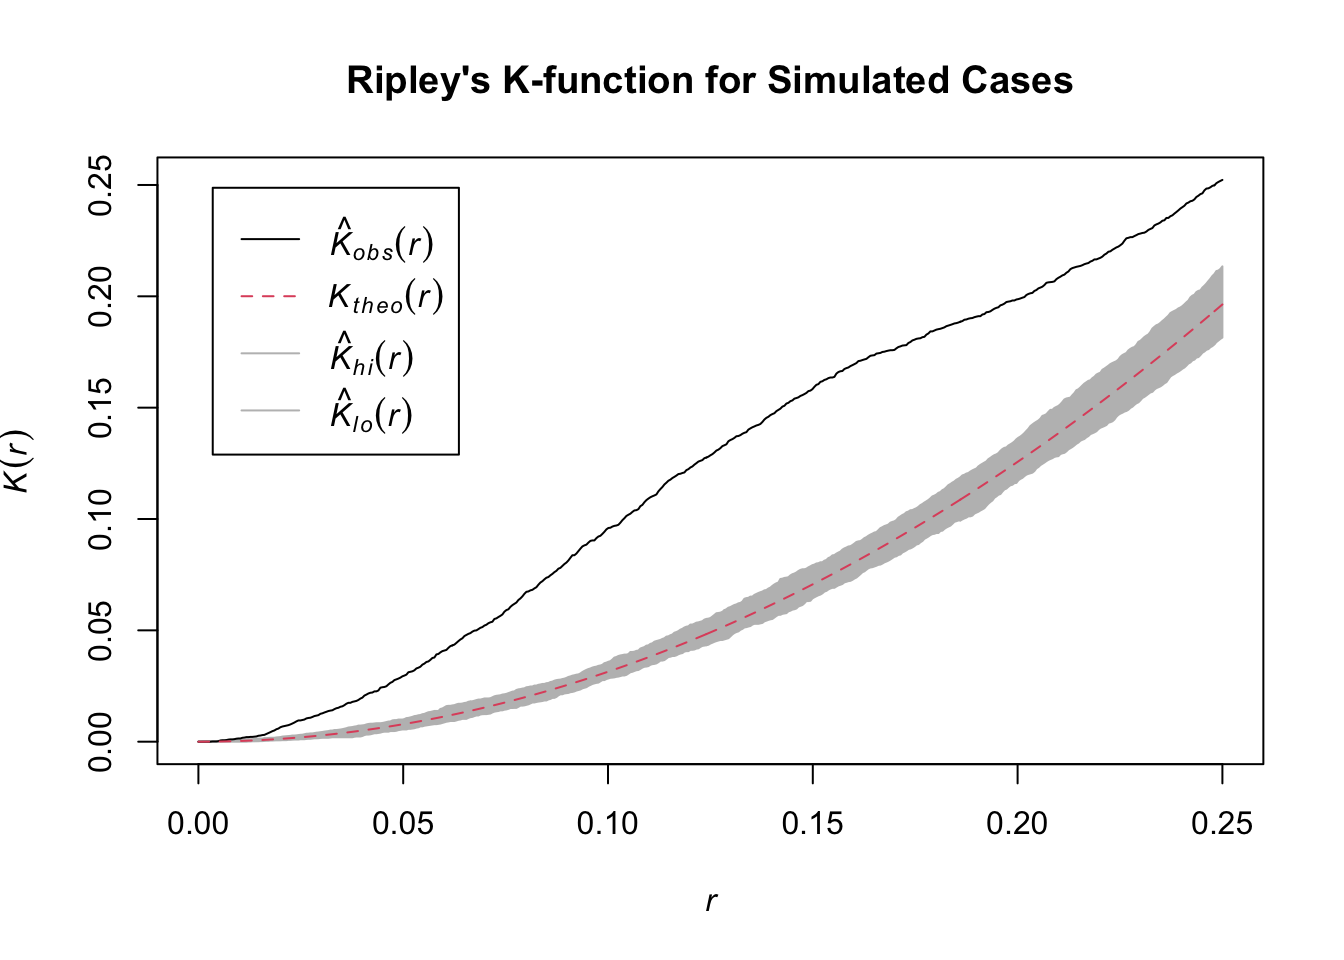 Ripley's K-function for Simulated Cases
K(r)
0.25
0.20
0.15
0.10
0.05
0.00
K̂obs(r)
Ktheo(r)
K̂hi(r)
K̂lo(r)
0.00 0.05 0.10 0.15 0.20 0.25
r